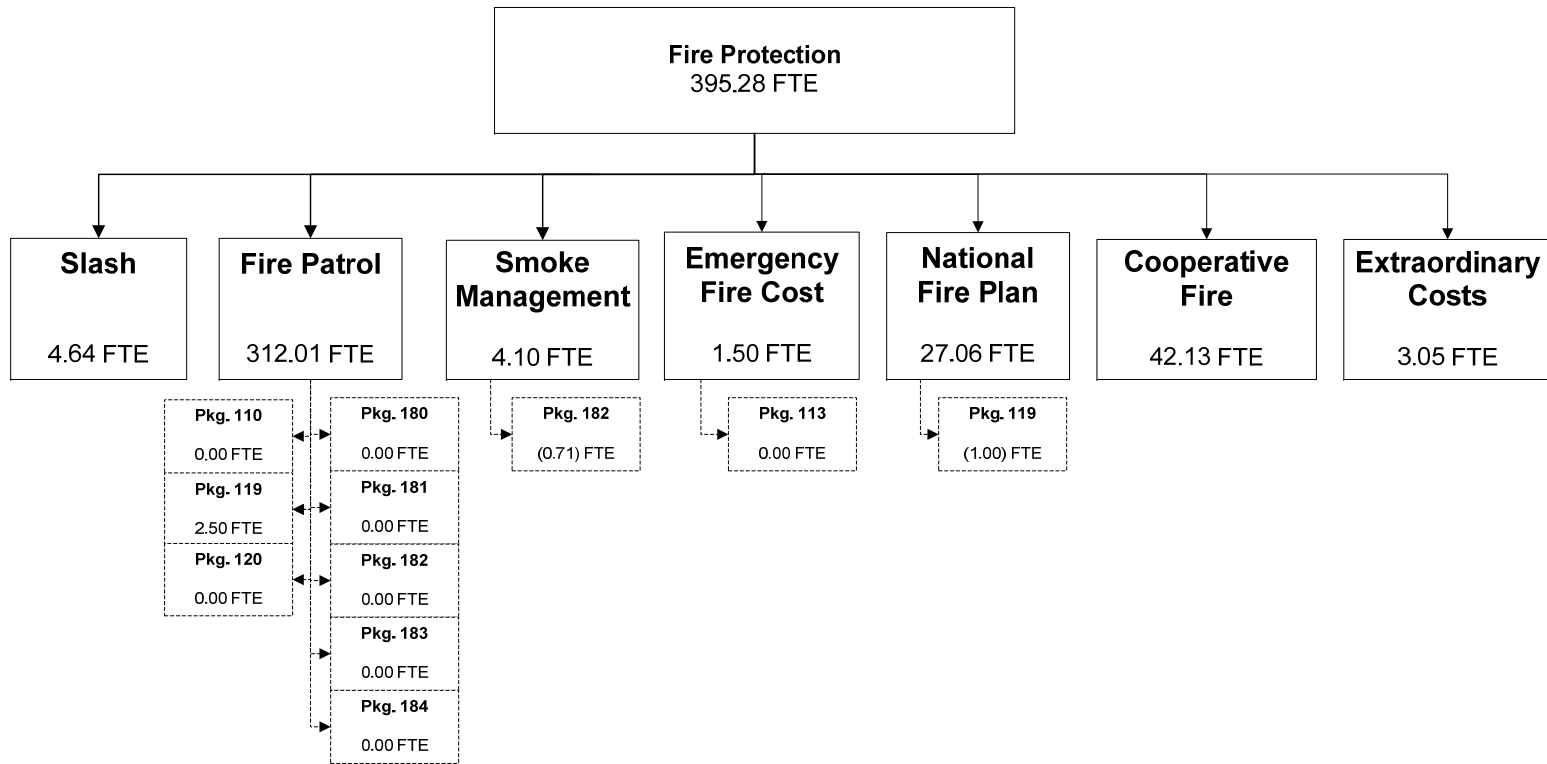 Fire Protection
395.28 FTE
Slash
4.64 FTE
Fire Patrol
312.01 FTE
Smoke
Management
4.10 FTE
Emergency
Fire Cost
1.50 FTE
National
Fire Plan
27.06 FTE
Cooperative
Fire
42.13 FTE
Extraordinary
Costs
3.05 FTE
Pkg. 110
0.00 FTE
Pkg. 119
2.50 FTE
Pkg. 120
0.00 FTE
Pkg. 180
0.00 FTE
Pkg. 181
0.00 FTE
Pkg. 182
0.00 FTE
Pkg. 183
0.00 FTE
Pkg. 184
0.00 FTE
Pkg. 182
(0.71) FTE
Pkg. 113
0.00 FTE
Pkg. 119
(1.00) FTE